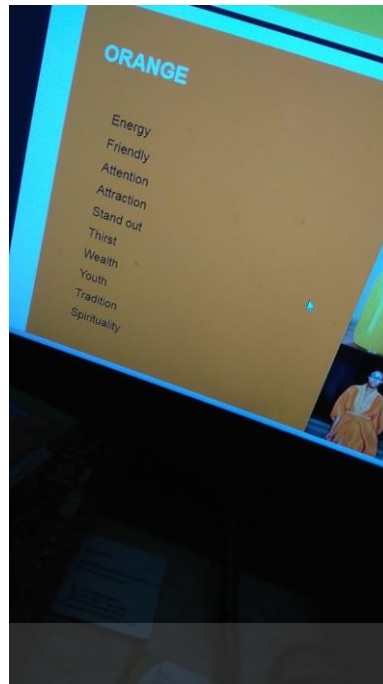 ORANGE
Energy
Friendly
Attention
Attraction
Stand out
Thirst
Wealth
Youth
Tradition
Spirituality